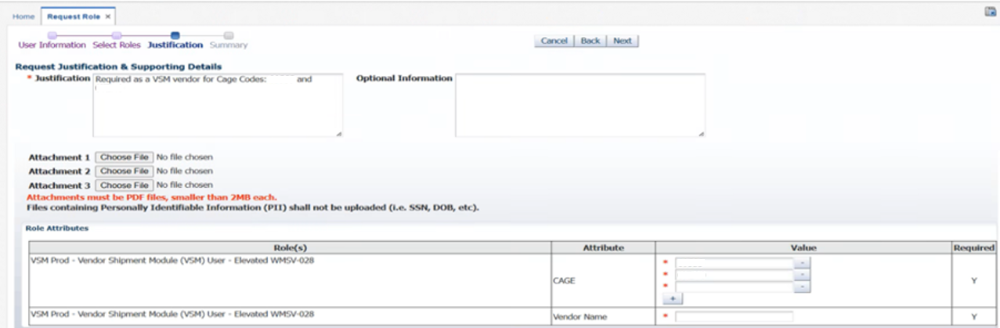 Home Request Role ×
User Information Select Roles Justification Summary
Cancel Back Next
Request Justification & Supporting Details
* Justification Required as a VSM vendor for Cage Codes: and
Optional Information
Attachment 1 Choose File No file chosen
Attachment 2 Choose File No file chosen
Attachment 3 Choose File No file chosen
Attachments must be PDF files, smaller than 2MB each.
Files containing Personally Identifiable Information (PII) shall not be uploaded (i.e. SSN, DOB, etc).
Role Attributes
Role(s) Attribute Value Required
VSM Prod - Vendor Shipment Module (VSM) User - Elevated WMSV-028
* -
* -
CAGE Y
* -
+
VSM Prod - Vendor Shipment Module (VSM) User - Elevated WMSV-028 Vendor Name * Y